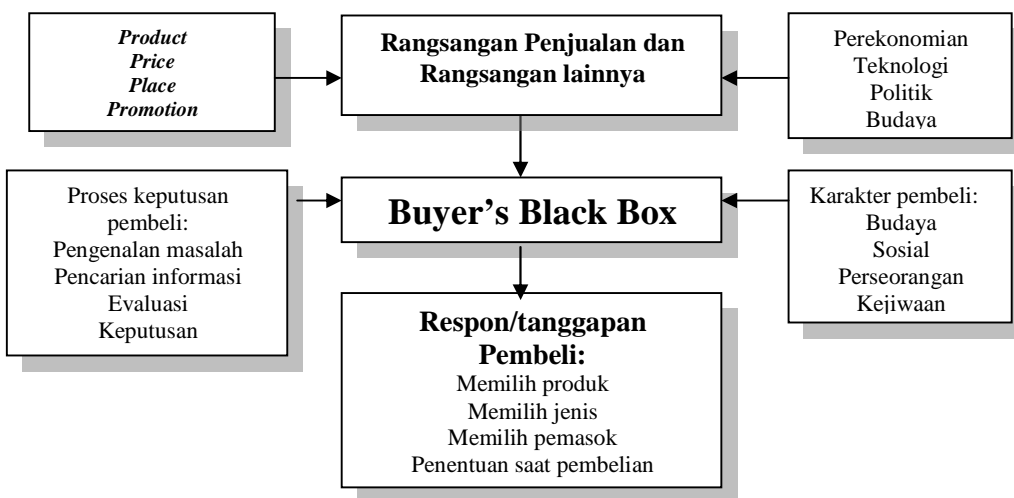 Product
Price
Place
Promotion
Rangsangan Penjualan dan
Rangsangan lainnya
Perekonomian
Teknologi
Politik
Budaya
Proses keputusan
pembeli:
Pengenalan masalah
Pencarian informasi
Evaluasi
Keputusan
Buyer’s Black Box
Karakter pembeli:
Budaya
Sosial
Perseorangan
Kejiwaan
Respon/tanggapan
Pembeli:
Memilih produk
Memilih jenis
Memilih pemasok
Penentuan saat pembelian